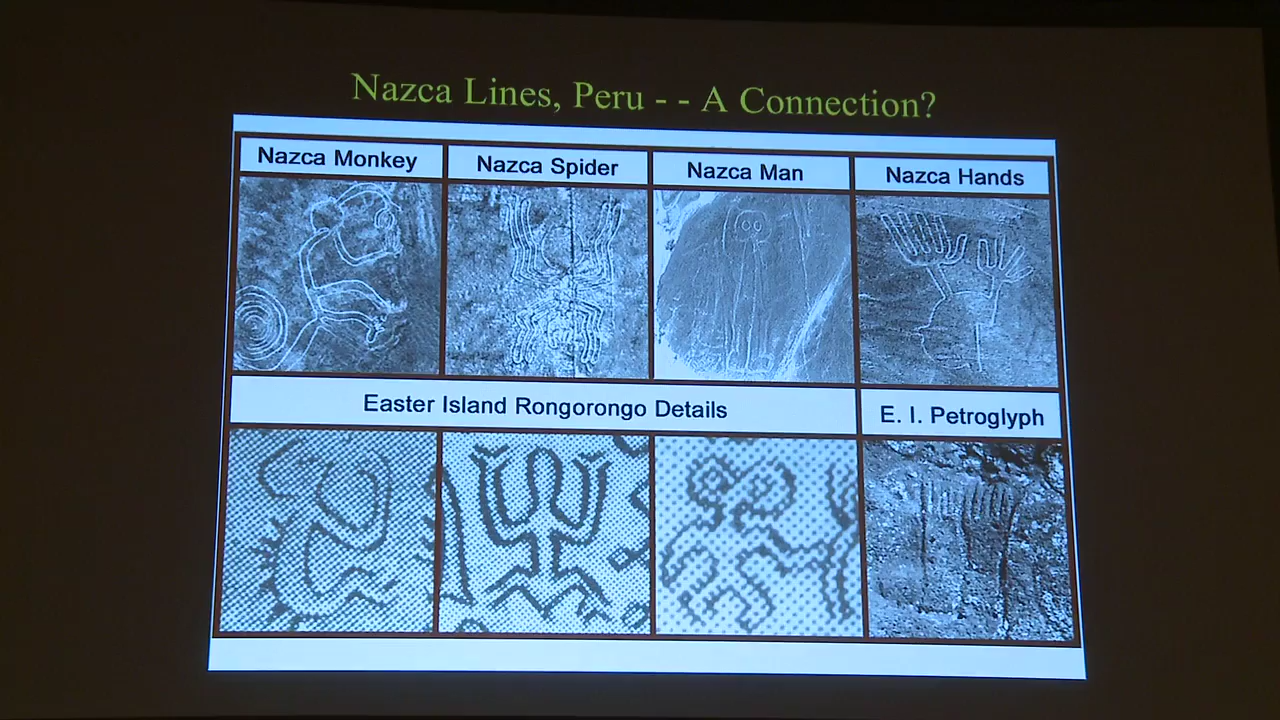 Nazca Lines, Peru - - A Connection?
Nazca Monkey
Nazca Spider
Nazca Man
Nazca Hands
Easter Island Rongorongo Details
E. I. Petroglyph